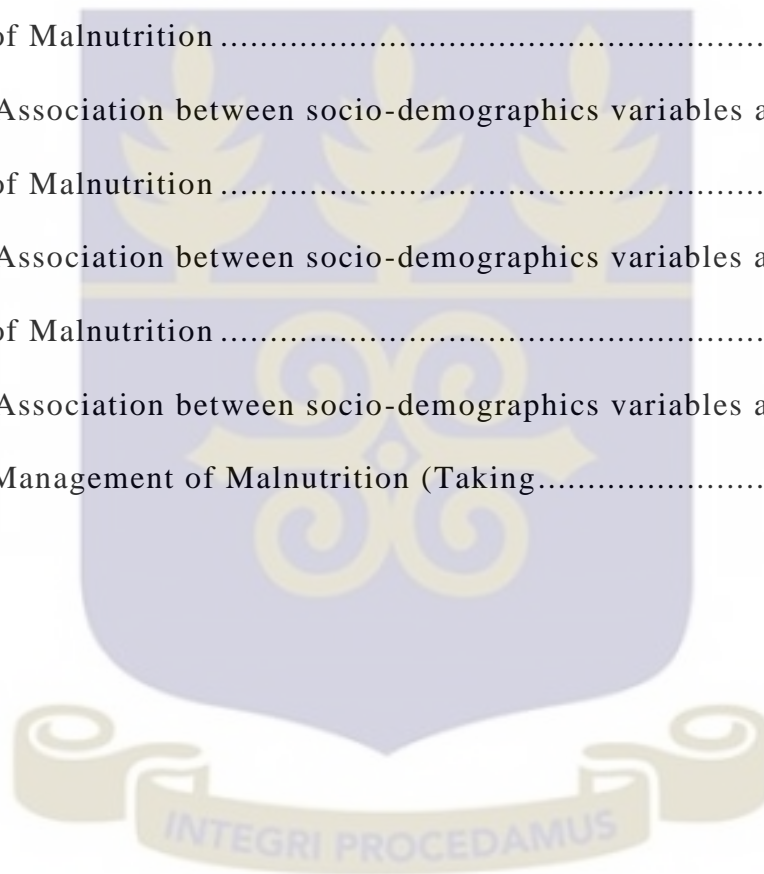 of Malnutrition ...............................................................
Association between socio-demographics variables a
of Malnutrition ...............................................................
Association between socio-demographics variables a
of Malnutrition ...............................................................
Association between socio-demographics variables a
Management of Malnutrition (Taking..........................
INTEGRI PROCEDAMUS